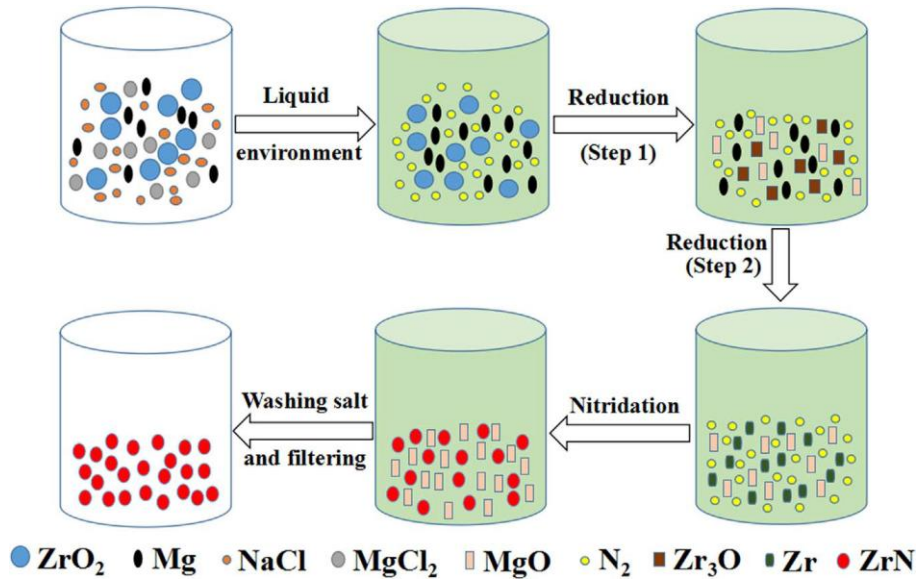 Liquid
environment
Reduction
(Step 1)
Reduction
(Step 2)
Nitridation
Washing salt
and filtering
ZrO₂ Mg NaCl MgCl₂ MgO N₂ Zr₃O Zr ZrN